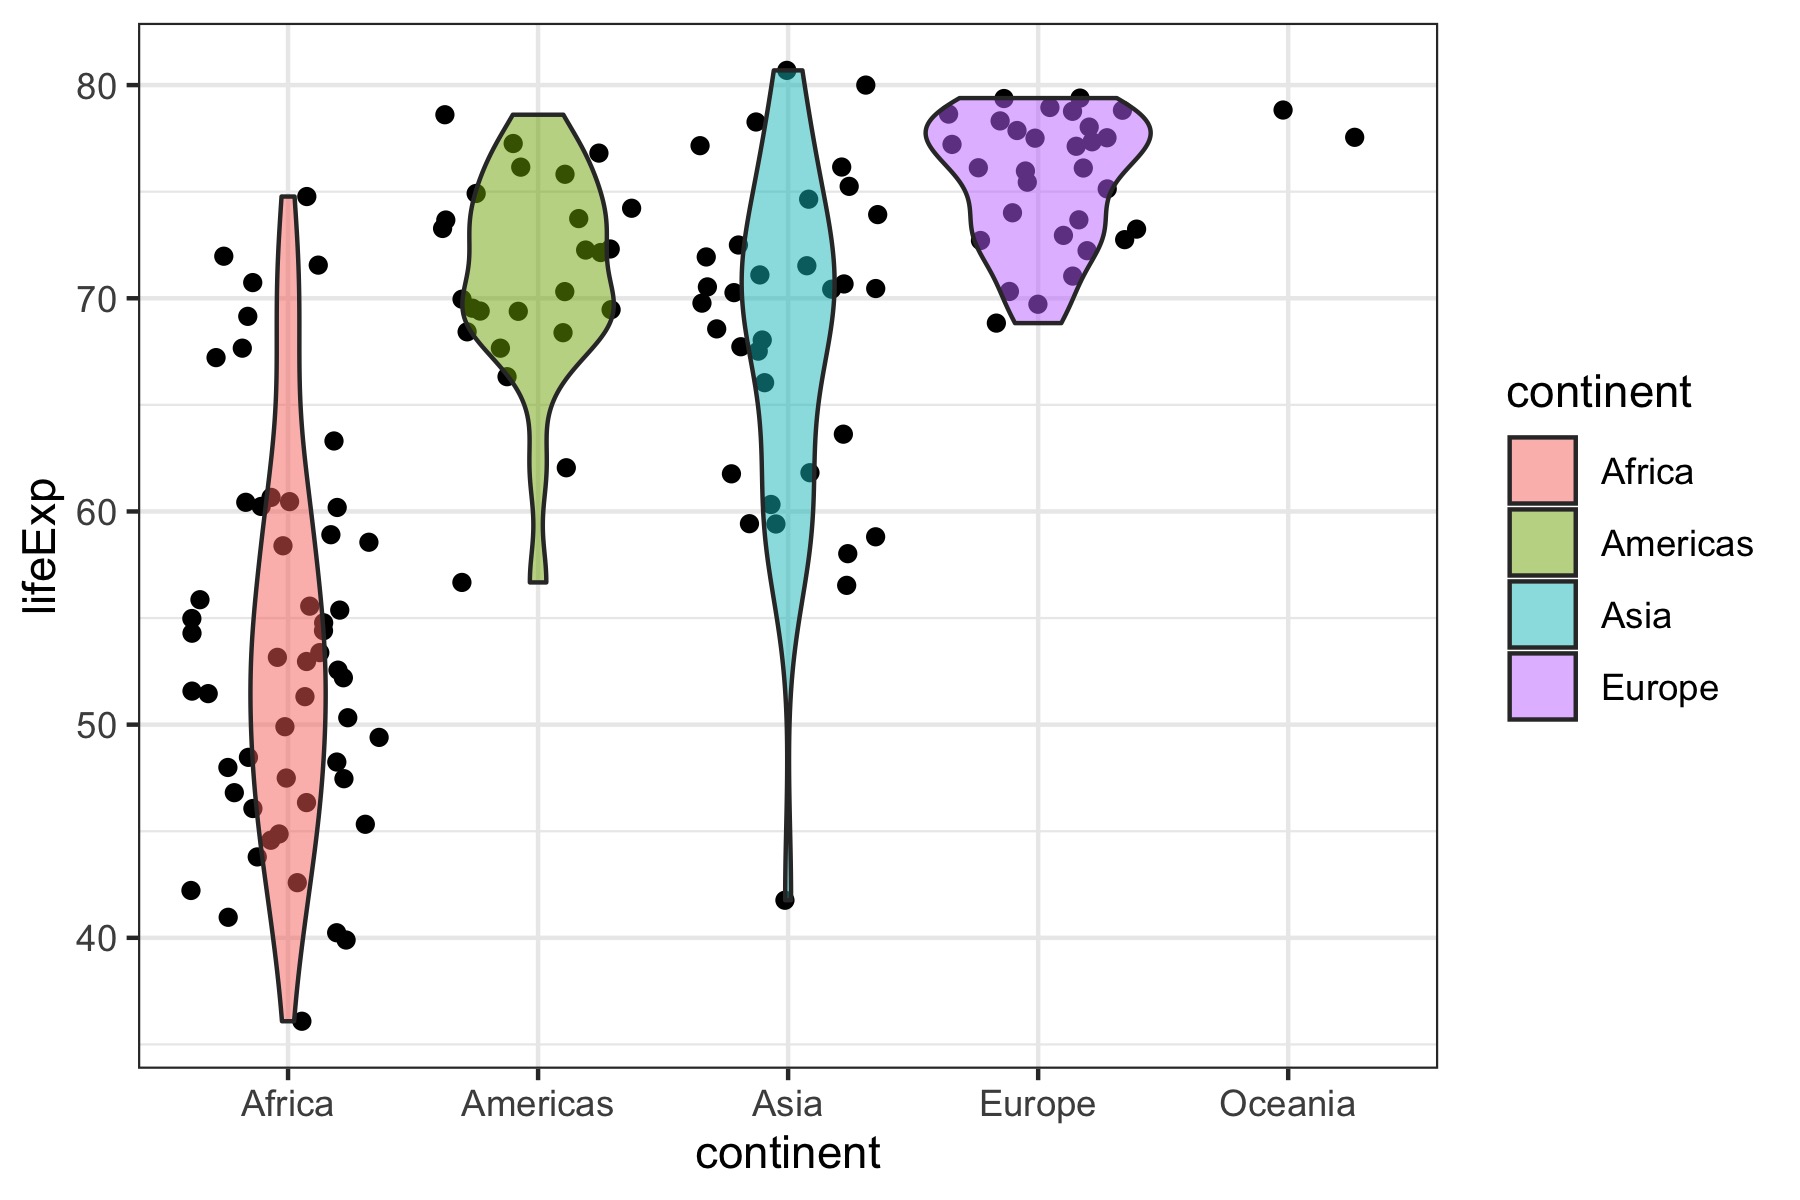 80
70
60
50
40
lifeExp
Africa
Americas
Asia
Europe
Oceania
continent
continent
Africa
Americas
Asia
Europe